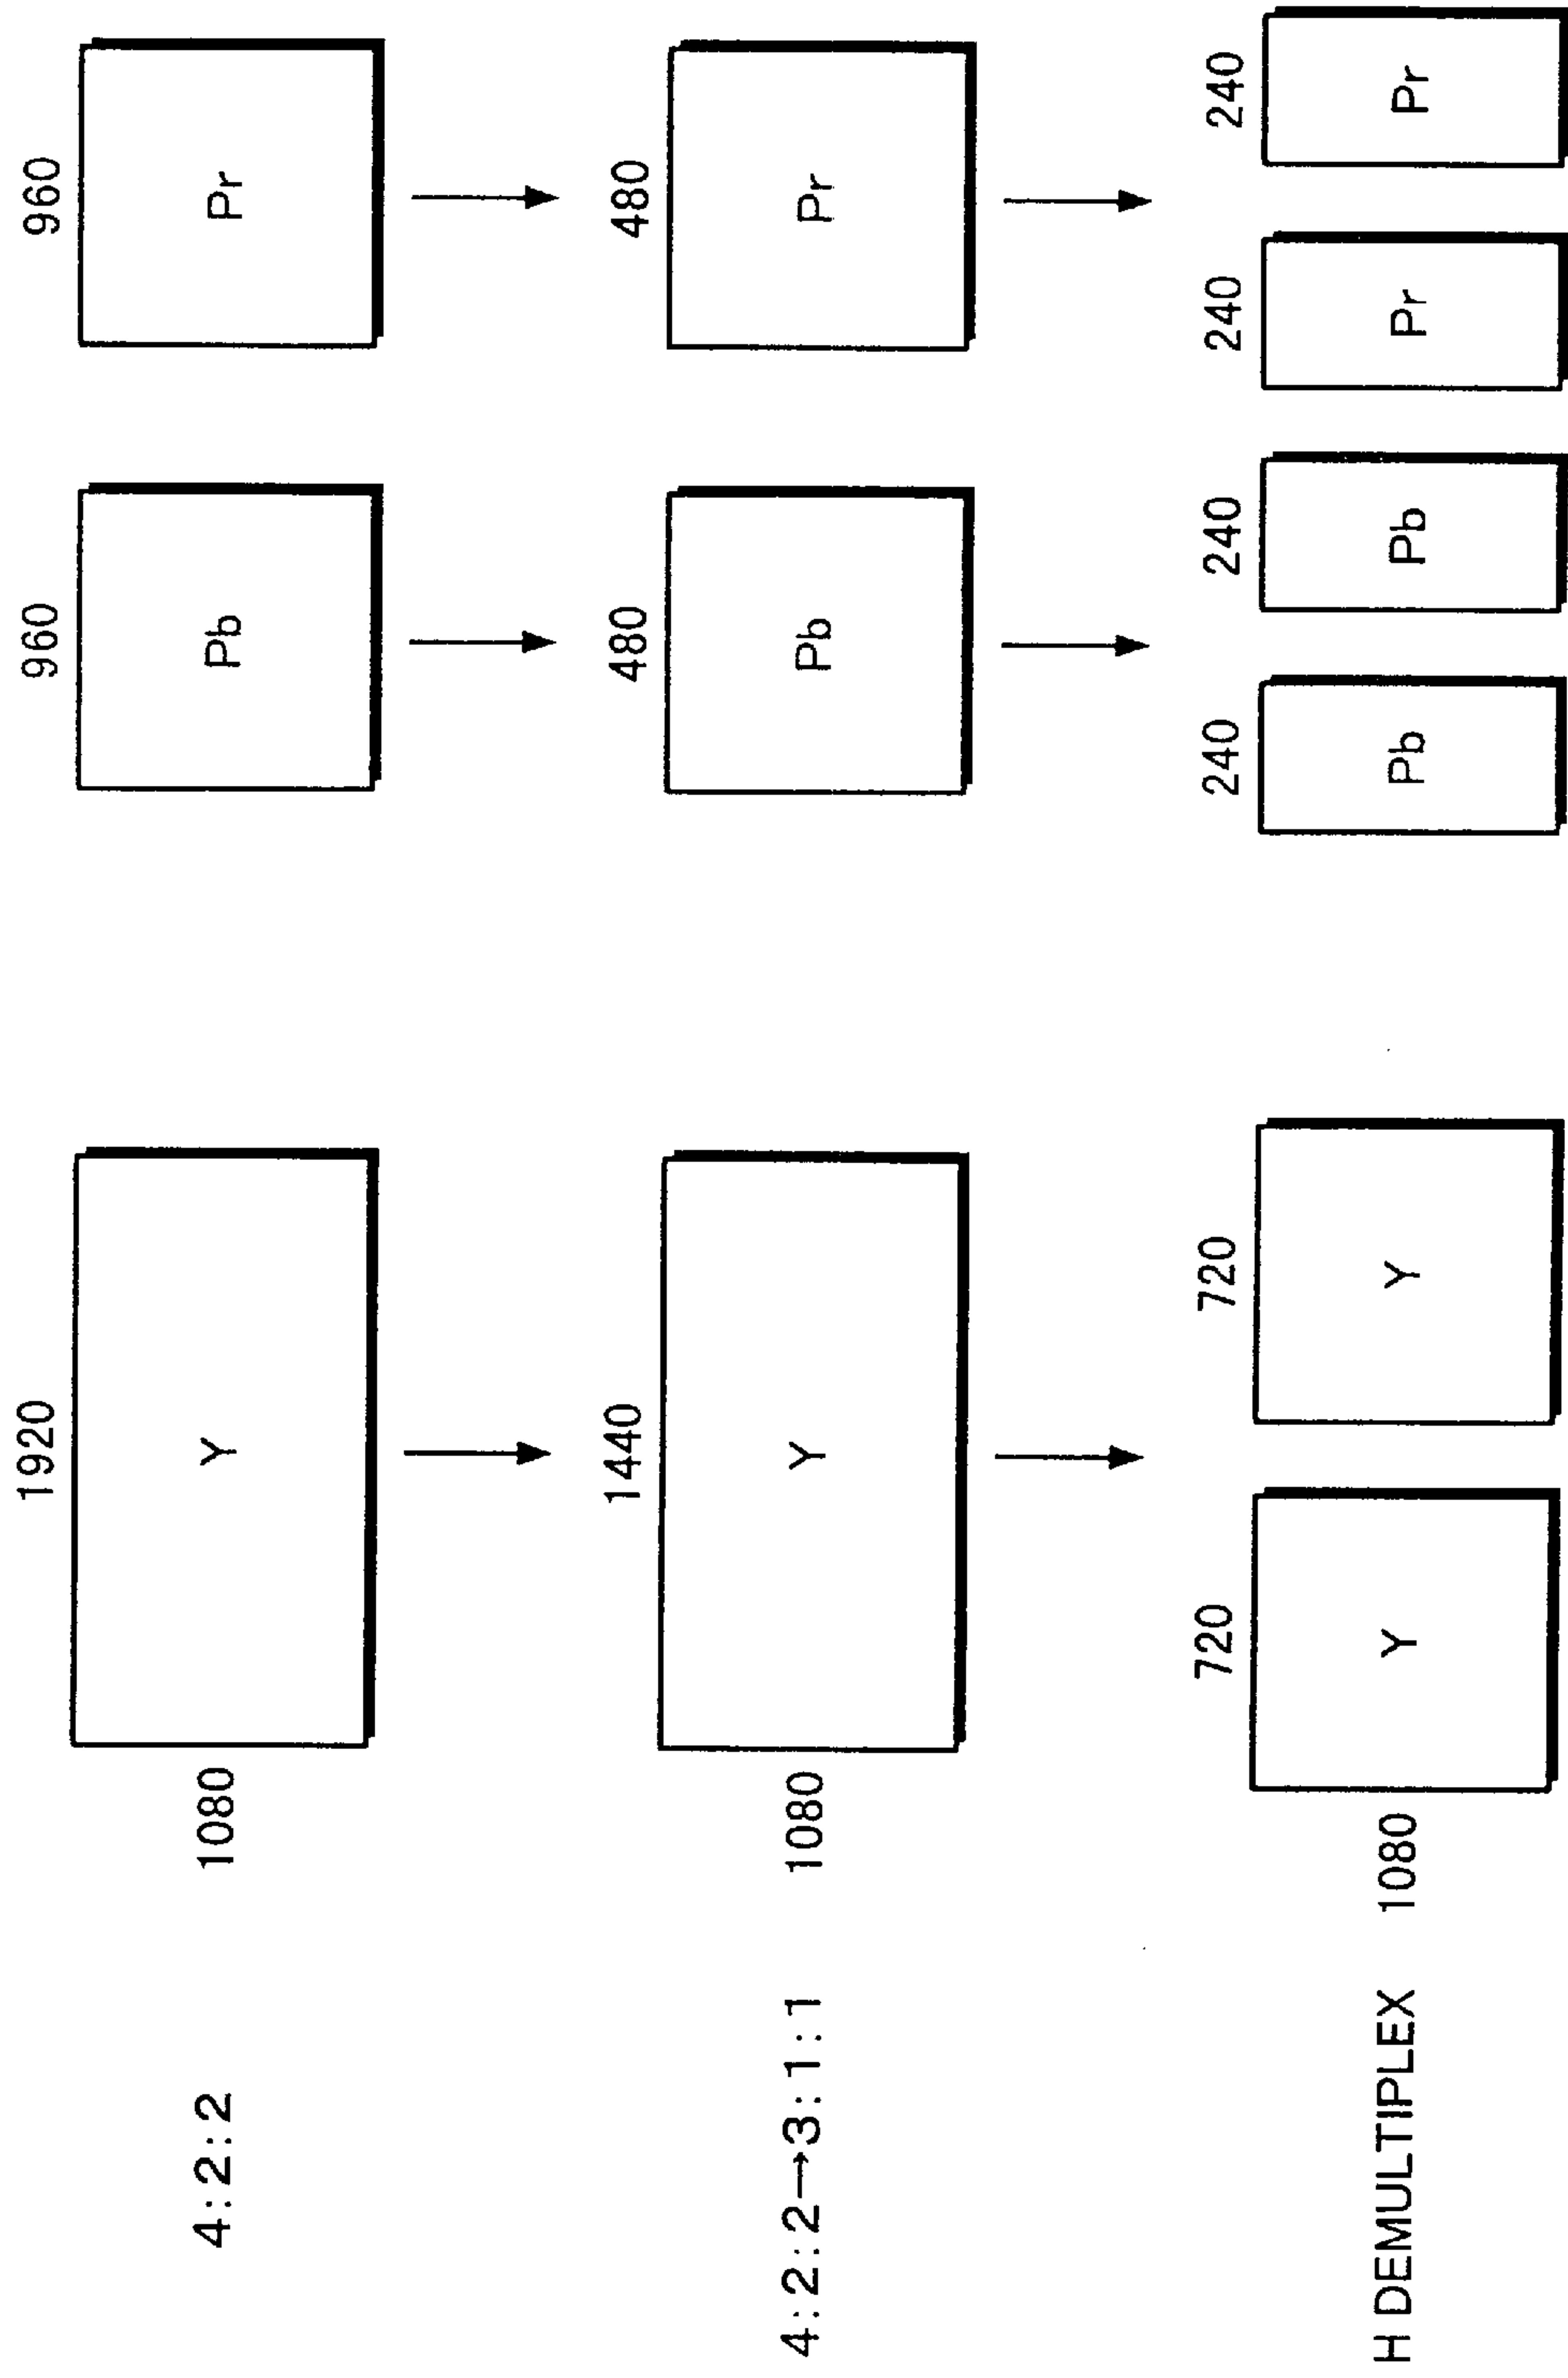 1920 960 960
4:2:2 1080 Y Pb Pr
1440 480 480
4:2:2→3:1:1 1080 Y Pb Pr
720 720 240 240 240 240
H DEMULTIPLEX 1080 Y Y Pb Pb Pr Pr